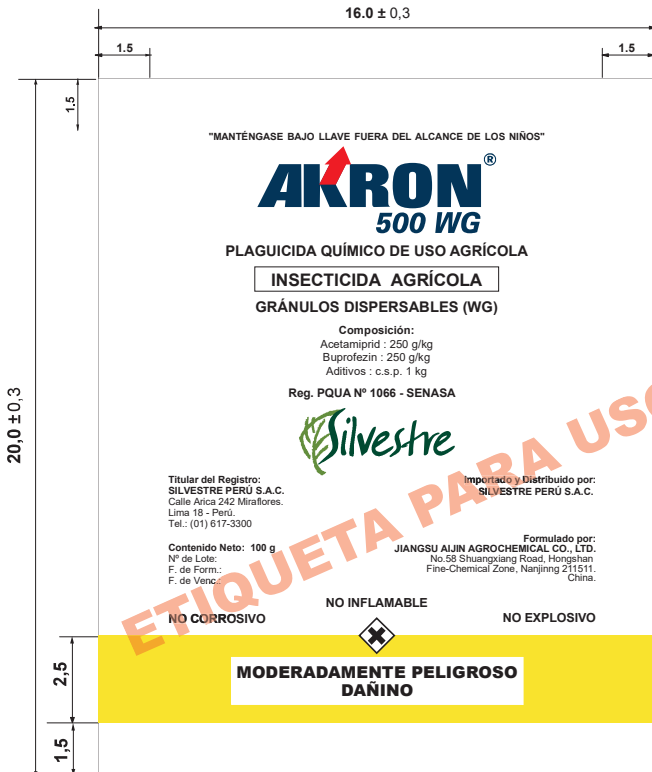 16.0 ± 0,3
1.5
1.5
1.5
"MANTÉNGASE BAJO LLAVE FUERA DEL ALCANCE DE LOS NIÑOS"
AKRON®
500 WG
PLAGUICIDA QUÍMICO DE USO AGRÍCOLA
INSECTICIDA AGRÍCOLA
GRÁNULOS DISPERSABLES (WG)
Composición:
Acetamiprid : 250 g/kg
Buprofezin : 250 g/kg
Aditivos : c.s.p. 1 kg
Reg. PQUA Nº 1066 - SENASA
20,0 ± 0,3
Silvestre
ETIQUETA PARA USO
Titular del Registro:
SILVESTRE PERÚ S.A.C.
Calle Arica 242 Miraflores.
Lima 18 - Perú.
Tel.: (01) 617-3300
Importado y Distribuido por:
SILVESTRE PERÚ S.A.C.
Contenido Neto: 100 g
Nº de Lote:
F. de Form.:
F. de Venc.:
Formulado por:
JIANGSU AIJIN AGROCHEMICAL CO., LTD.
No.58 Shuangxiang Road, Hongshan
Fine-Chemical Zone, Nanjinng 211511.
China.
NO INFLAMABLE
NO CORROSIVO
NO EXPLOSIVO
2,5
MODERADAMENTE PELIGROSO
DAÑINO
1,5